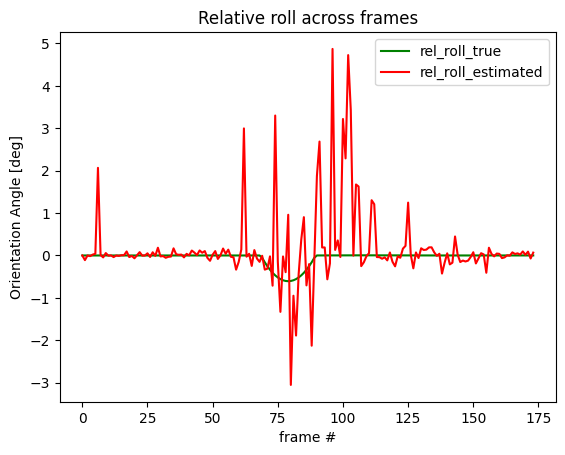 Relative roll across frames
rel_roll_true
rel_roll_estimated
Orientation Angle [deg]
5
4
3
2
1
0
−1
−2
−3
0 25 50 75 100 125 150 175
frame #